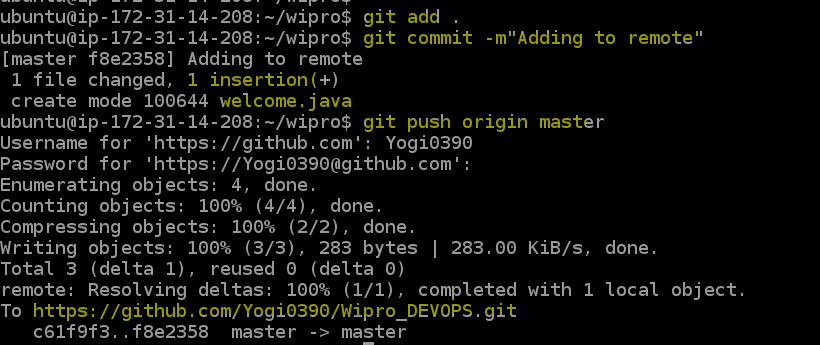 ubuntu@ip-172-31-14-208:~/wipro$ git add .
ubuntu@ip-172-31-14-208:~/wipro$ git commit -m"Adding to remote"
[master f8e2358] Adding to remote
 1 file changed, 1 insertion(+)
 create mode 100644 welcome.java
ubuntu@ip-172-31-14-208:~/wipro$ git push origin master
Username for 'https://github.com': Yogi0390
Password for 'https://Yogi0390@github.com':
Enumerating objects: 4, done.
Counting objects: 100% (4/4), done.
Compressing objects: 100% (2/2), done.
Writing objects: 100% (3/3), 283 bytes | 283.00 KiB/s, done.
Total 3 (delta 1), reused 0 (delta 0)
remote: Resolving deltas: 100% (1/1), completed with 1 local object.
To https://github.com/Yogi0390/Wipro_DEVOPS.git
   c61f9f3..f8e2358  master -> master